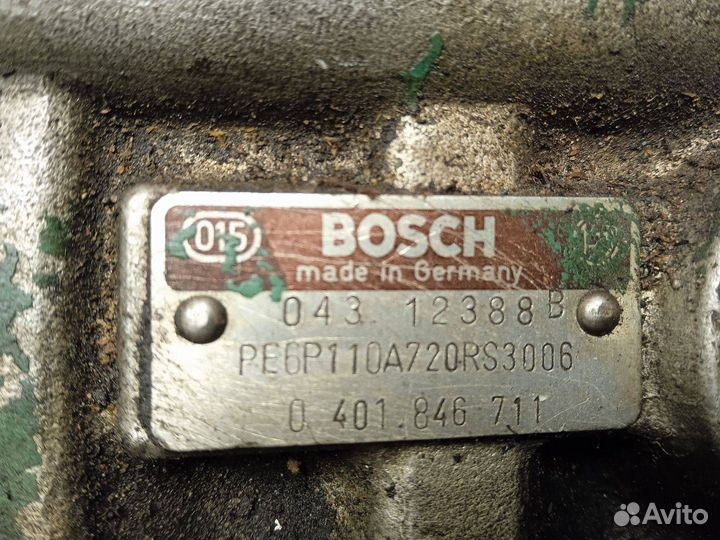 015 BOSCH
made in Germany
043 12388 B
PE6P110A720RS3006
0 401 846 711
Avito